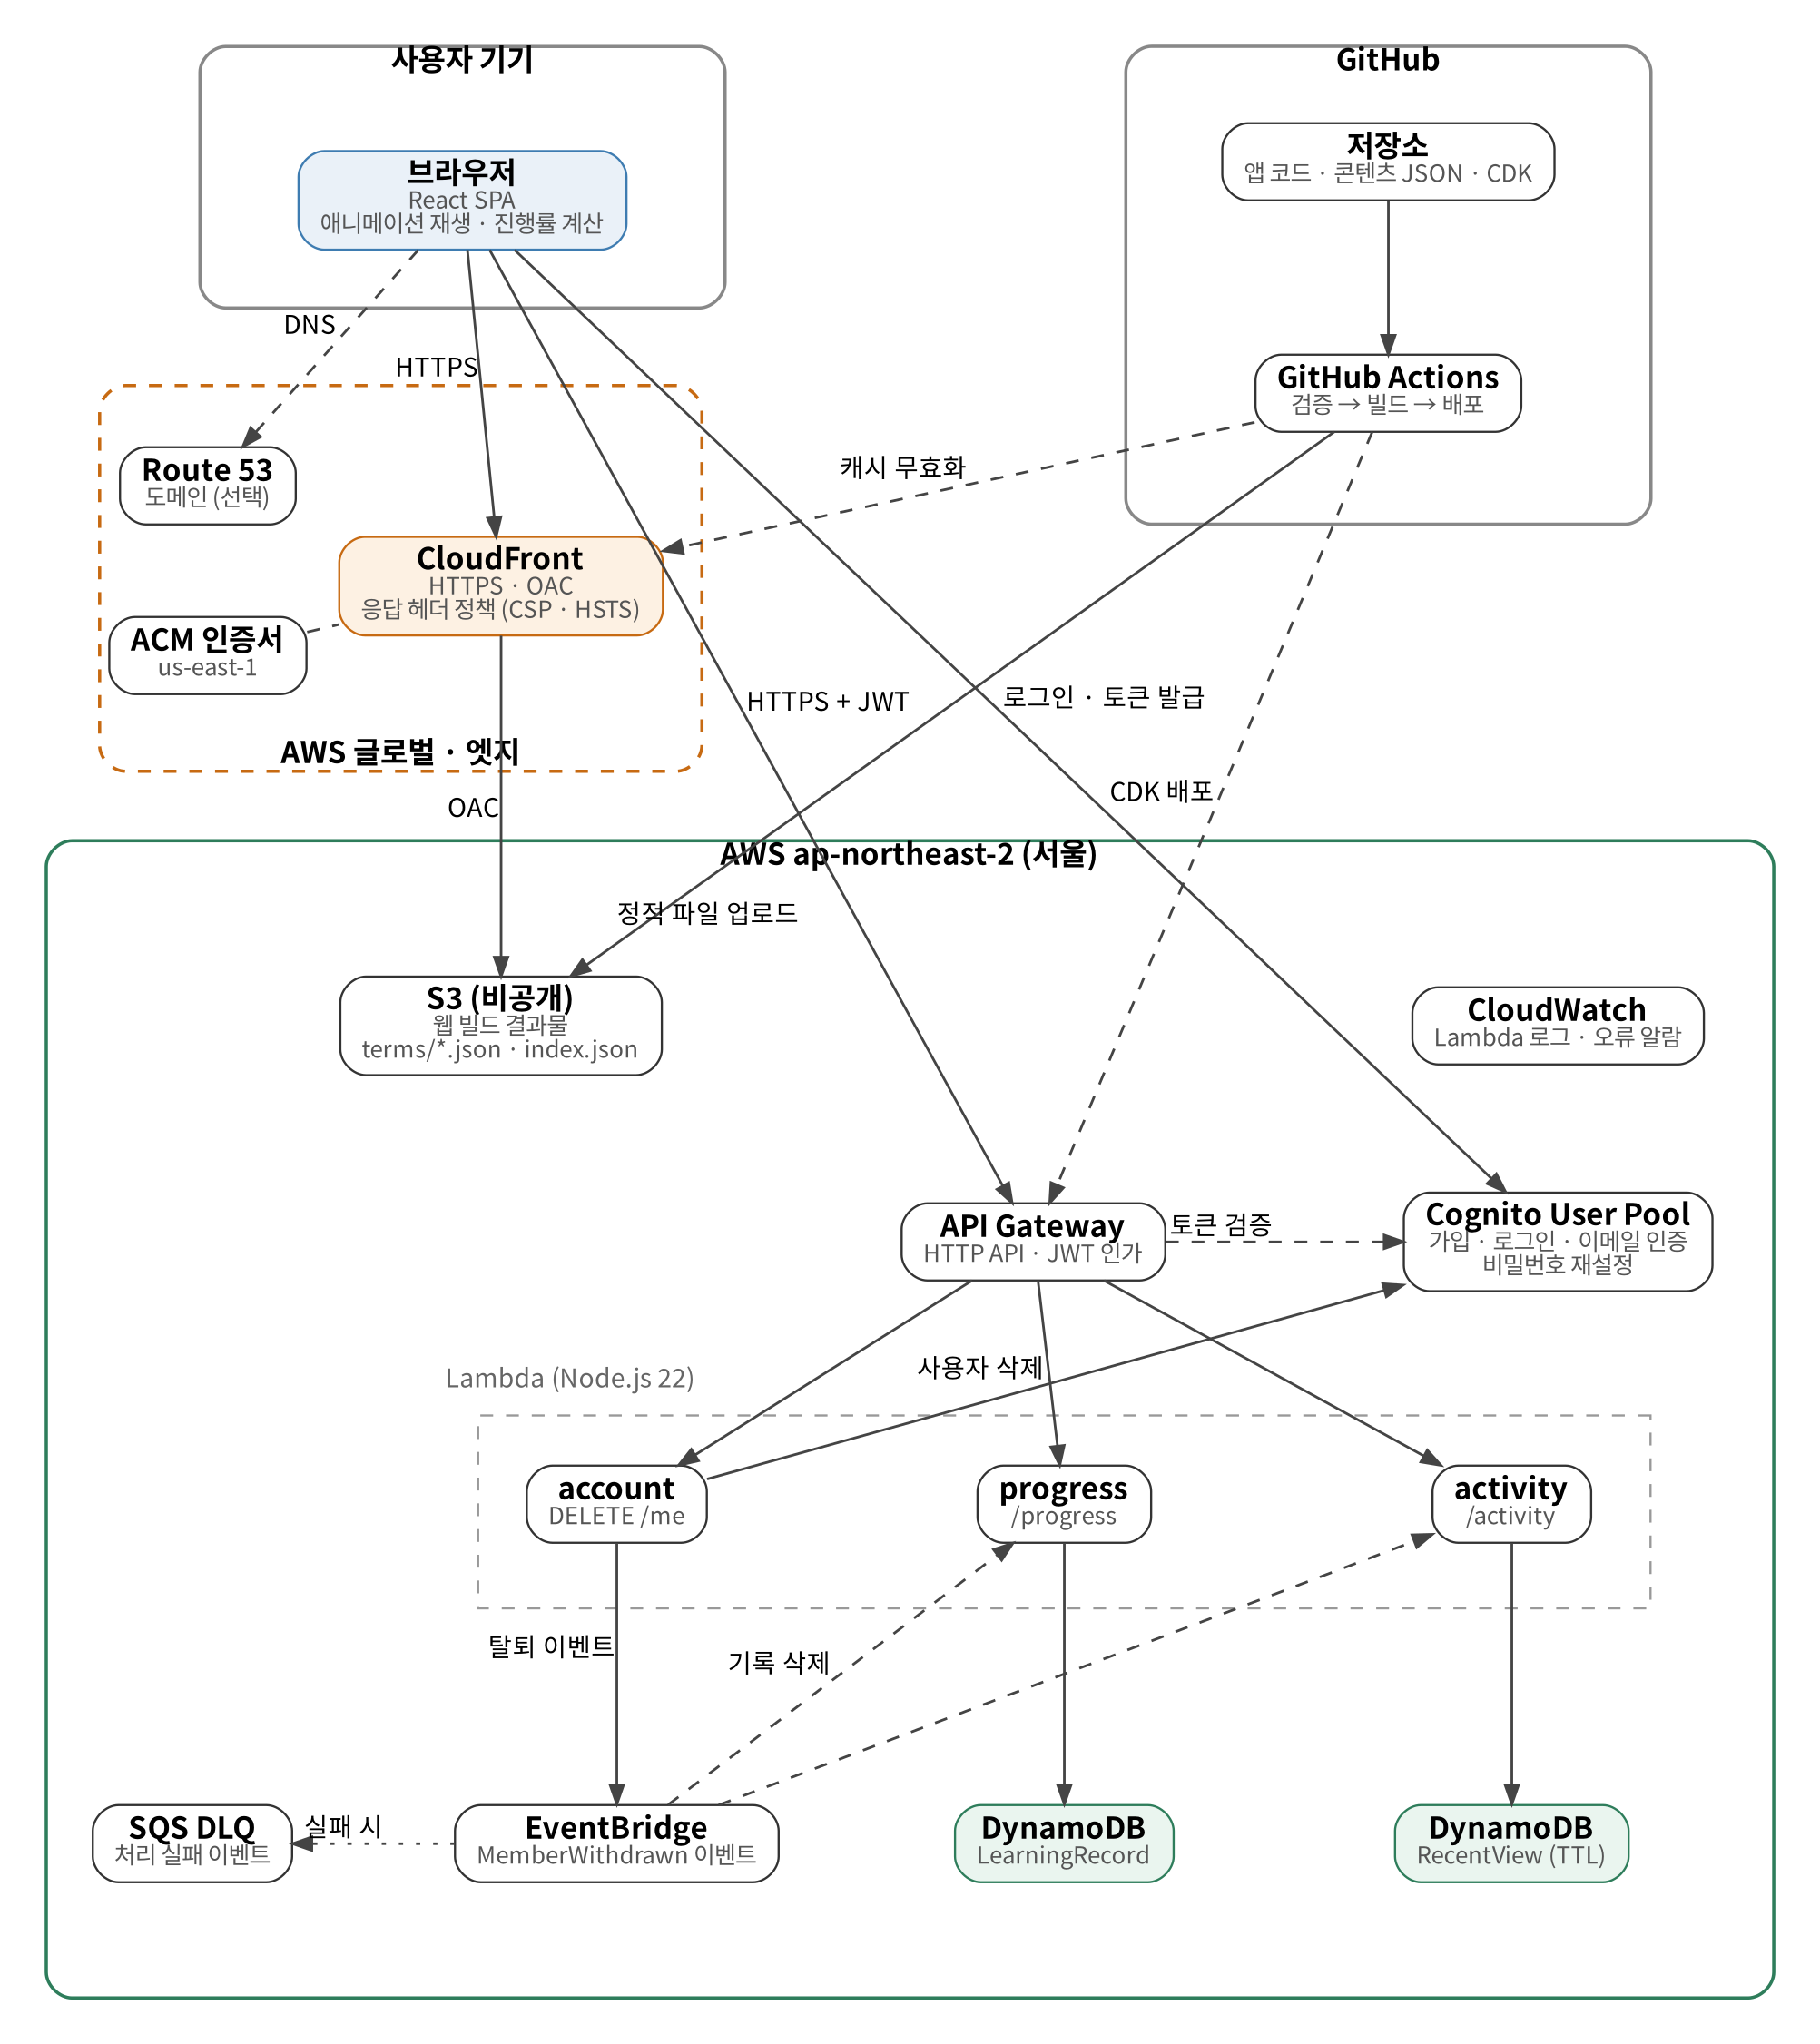 사용자 기기
GitHub
브라우저
React SPA
애니메이션 재생 · 진행률 계산
저장소
앱 코드 · 콘텐츠 JSON · CDK
DNS
HTTPS
GitHub Actions
검증 → 빌드 → 배포
캐시 무효화
Route 53
도메인 (선택)
CloudFront
HTTPS · OAC
응답 헤더 정책 (CSP · HSTS)
ACM 인증서
us-east-1
HTTPS + JWT
로그인 · 토큰 발급
AWS 글로벌 · 엣지
OAC
CDK 배포
AWS ap-northeast-2 (서울)
정적 파일 업로드
S3 (비공개)
웹 빌드 결과물
terms/*.json · index.json
CloudWatch
Lambda 로그 · 오류 알람
API Gateway
HTTP API · JWT 인가
토큰 검증
Cognito User Pool
가입 · 로그인 · 이메일 인증
비밀번호 재설정
사용자 삭제
Lambda (Node.js 22)
account
DELETE /me
progress
/progress
activity
/activity
탈퇴 이벤트
기록 삭제
SQS DLQ
처리 실패 이벤트
실패 시
EventBridge
MemberWithdrawn 이벤트
DynamoDB
LearningRecord
DynamoDB
RecentView (TTL)